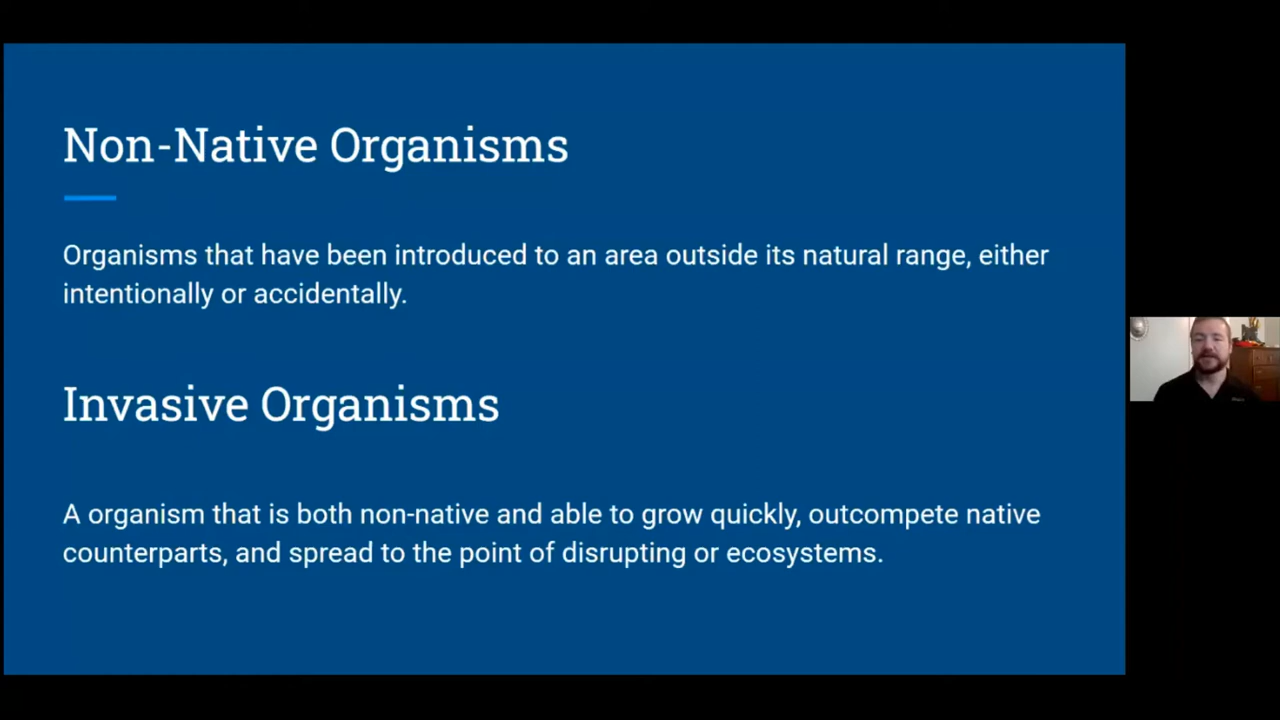 Non-Native Organisms
Organisms that have been introduced to an area outside its natural range, either
intentionally or accidentally.
Invasive Organisms
A organism that is both non-native and able to grow quickly, outcompete native
counterparts, and spread to the point of disrupting or ecosystems.